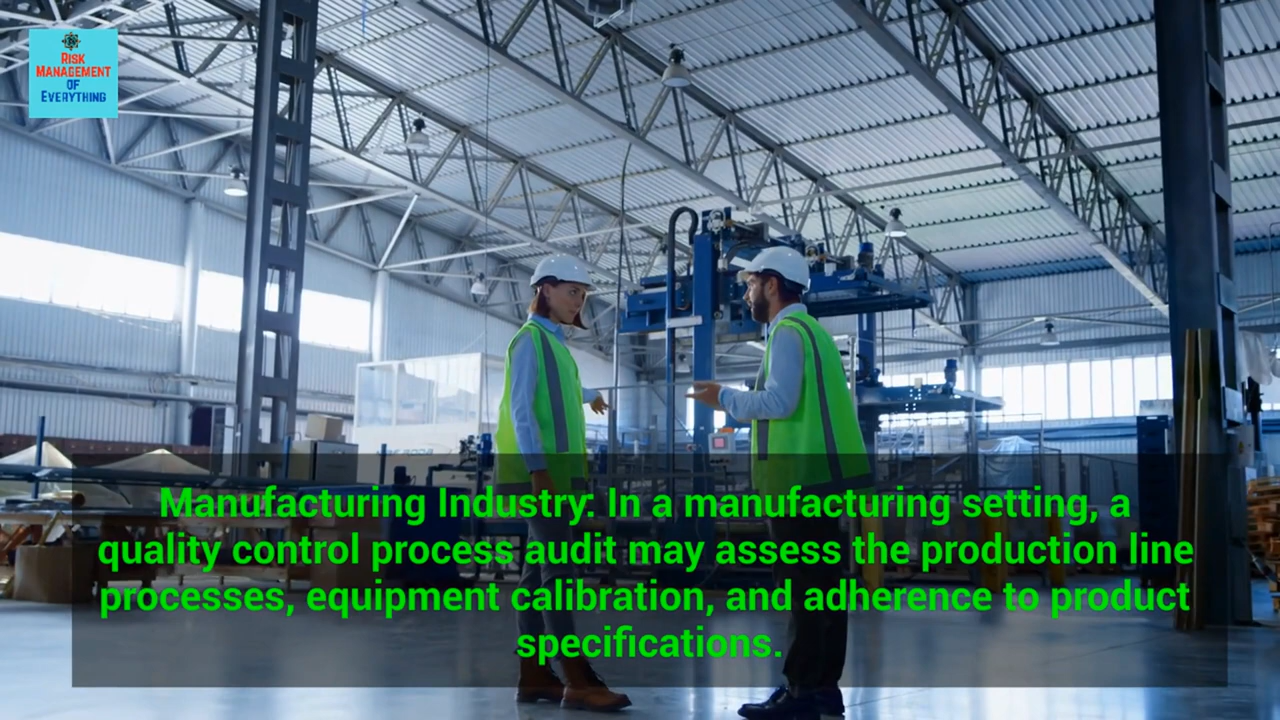 RISK
MANAGEMENT
OF
EVERYTHING
Manufacturing Industry: In a manufacturing setting, a
quality control process audit may assess the production line
processes, equipment calibration, and adherence to product
specifications.